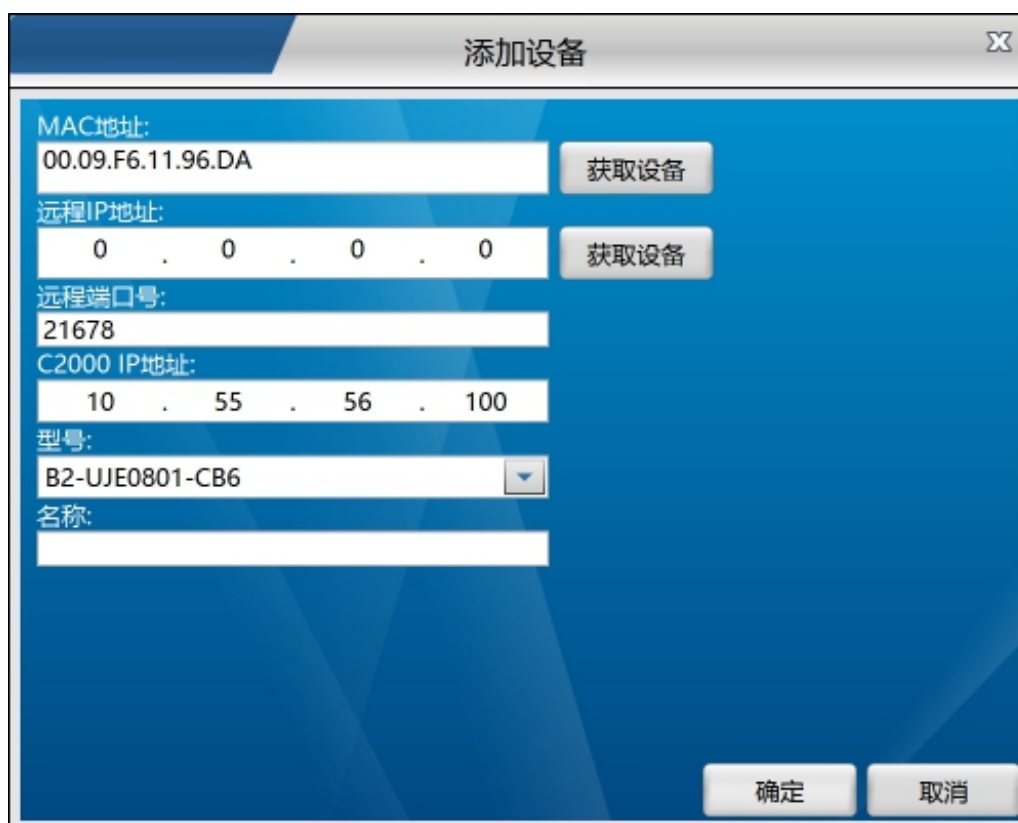 添加设备
MAC地址:
00.09.F6.11.96.DA
获取设备
远程IP地址:
0 . 0 . 0 . 0
获取设备
远程端口号:
21678
C2000 IP地址:
10 . 55 . 56 . 100
型号:
B2-UJE0801-CB6
名称:
确定 取消